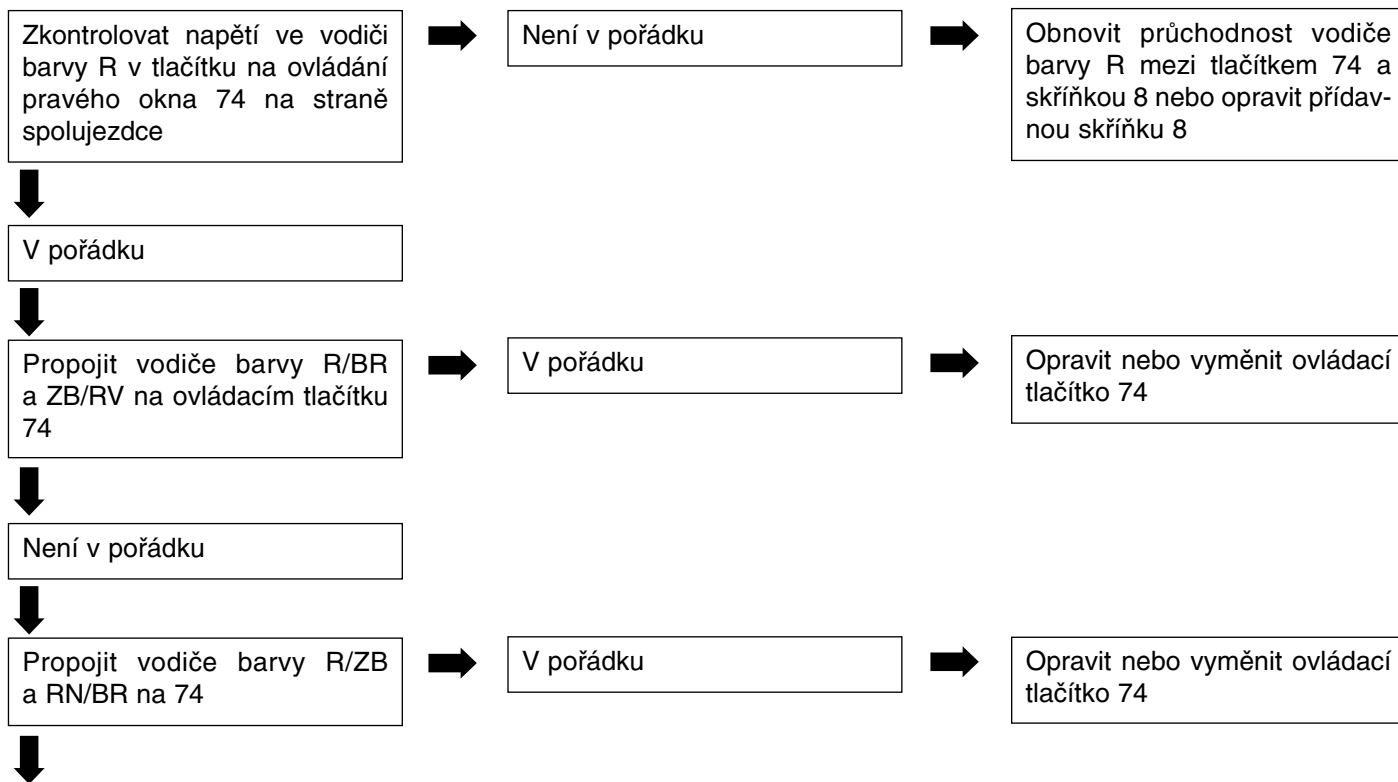 Zkontrolovat napětí ve vodiči
barvy R v tlačítku na ovládání
pravého okna 74 na straně
spolujezdce
Není v pořádku
Obnovit průchodnost vodiče
barvy R mezi tlačítkem 74 a
skříňkou 8 nebo opravit přídav-
nou skříňku 8
V pořádku
Propojit vodiče barvy R/BR
a ZB/RV na ovládacím tlačítku
74
V pořádku
Opravit nebo vyměnit ovládací
tlačítko 74
Není v pořádku
Propojit vodiče barvy R/ZB
a RN/BR na 74
V pořádku
Opravit nebo vyměnit ovládací
tlačítko 74